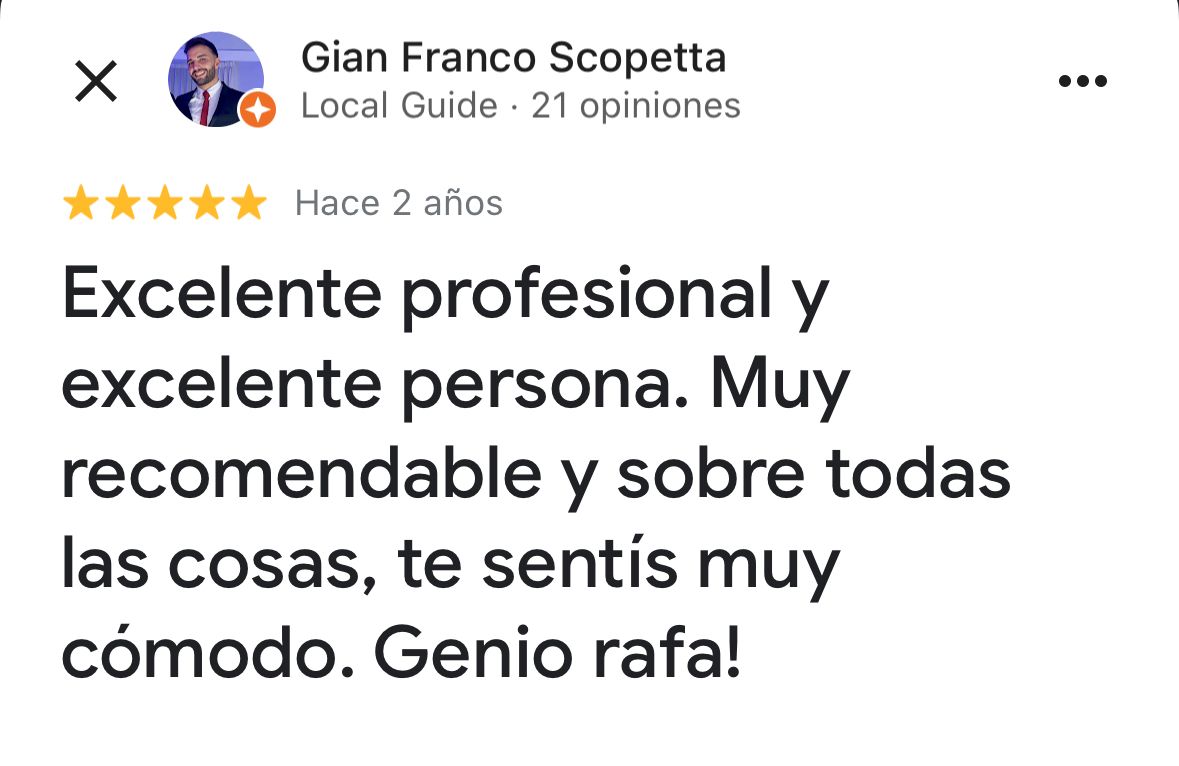 Gian Franco Scopetta
Local Guide · 21 opiniones
Hace 2 años
Excelente profesional y
excelente persona. Muy
recomendable y sobre todas
las cosas, te sentís muy
cómodo. Genio rafa!